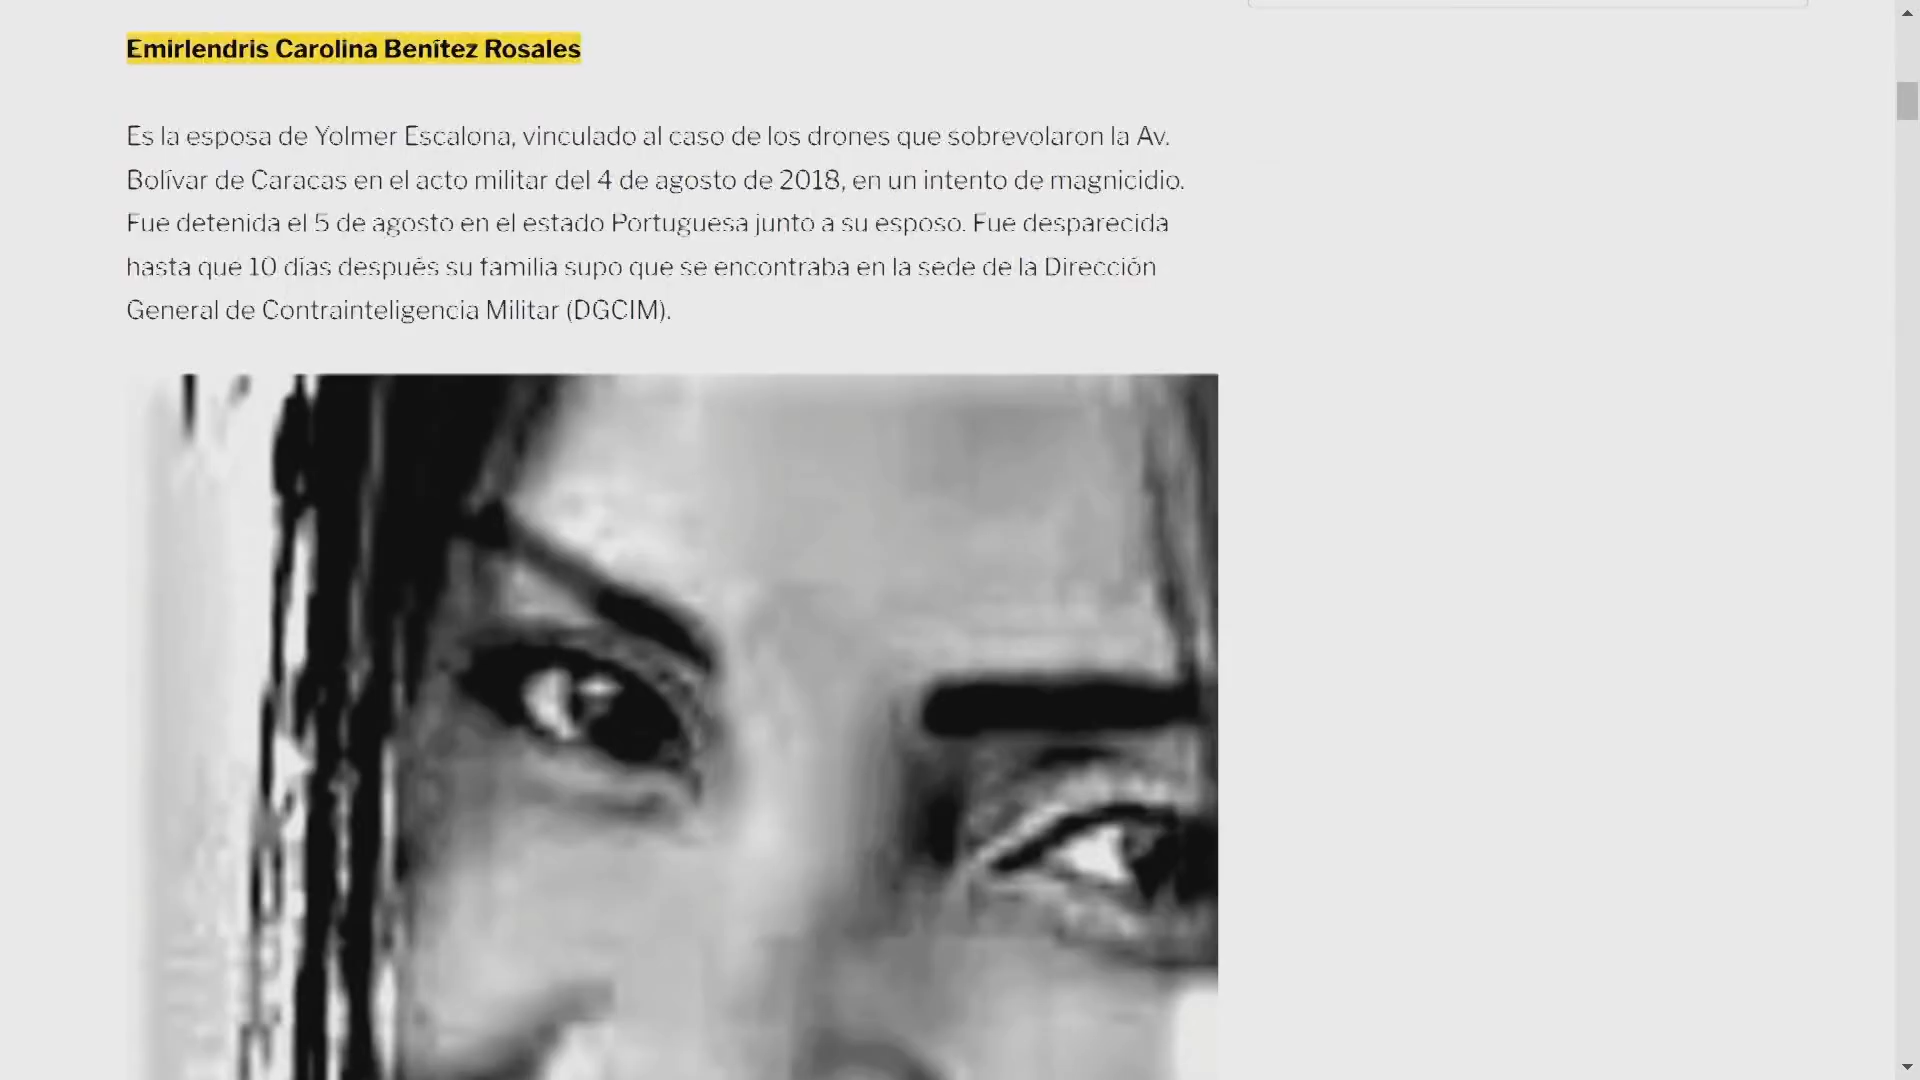 Emirlendris Carolina Benítez Rosales
Es la esposa de Yolmer Escalona, vinculado al caso de los drones que sobrevolaron la Av.
Bolívar de Caracas en el acto militar del 4 de agosto de 2018, en un intento de magnicidio.
Fue detenida el 5 de agosto en el estado Portuguesa junto a su esposo. Fue desparecida
hasta que 10 días después su familia supo que se encontraba en la sede de la Dirección
General de Contrainteligencia Militar (DGCIM).